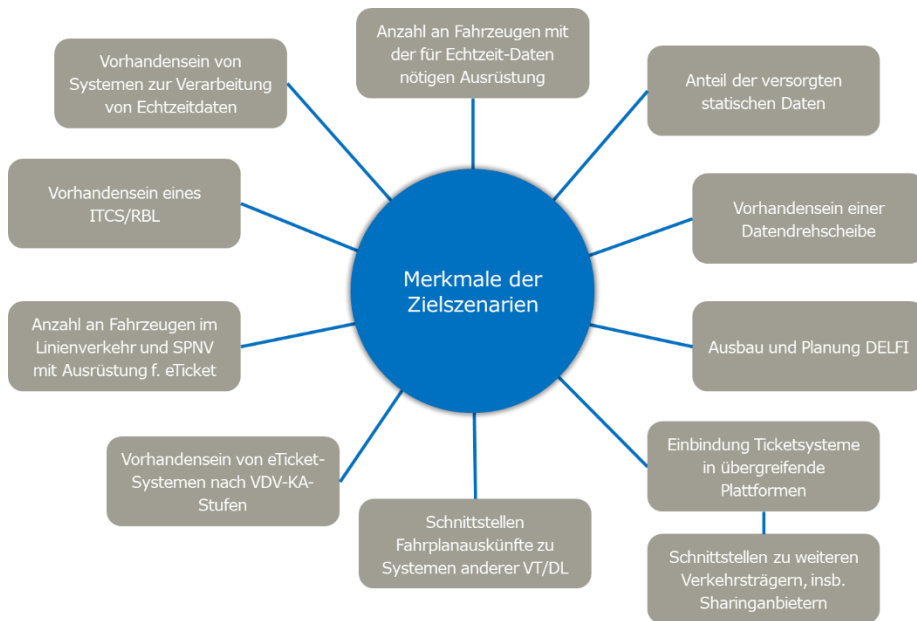 Anzahl an Fahrzeugen mit
der für Echtzeit-Daten
nötigen Ausrüstung
Vorhandensein von
Systemen zur Verarbeitung
von Echtzeitdaten
Anteil der versorgten
statischen Daten
Vorhandensein eines
ITCS/RBL
Vorhandensein einer
Datendrehscheibe
Merkmale der
Zielszenarien
Anzahl an Fahrzeugen im
Linienverkehr und SPNV
mit Ausrüstung f. eTicket
Ausbau und Planung DELFI
Vorhandensein von eTicket-
Systemen nach VDV-KA-
Stufen
Einbindung Ticketsysteme
in übergreifende
Plattformen
Schnittstellen
Fahrplanauskünfte zu
Systemen anderer VT/DL
Schnittstellen zu weiteren
Verkehrsträgern, insb.
Sharinganbietern